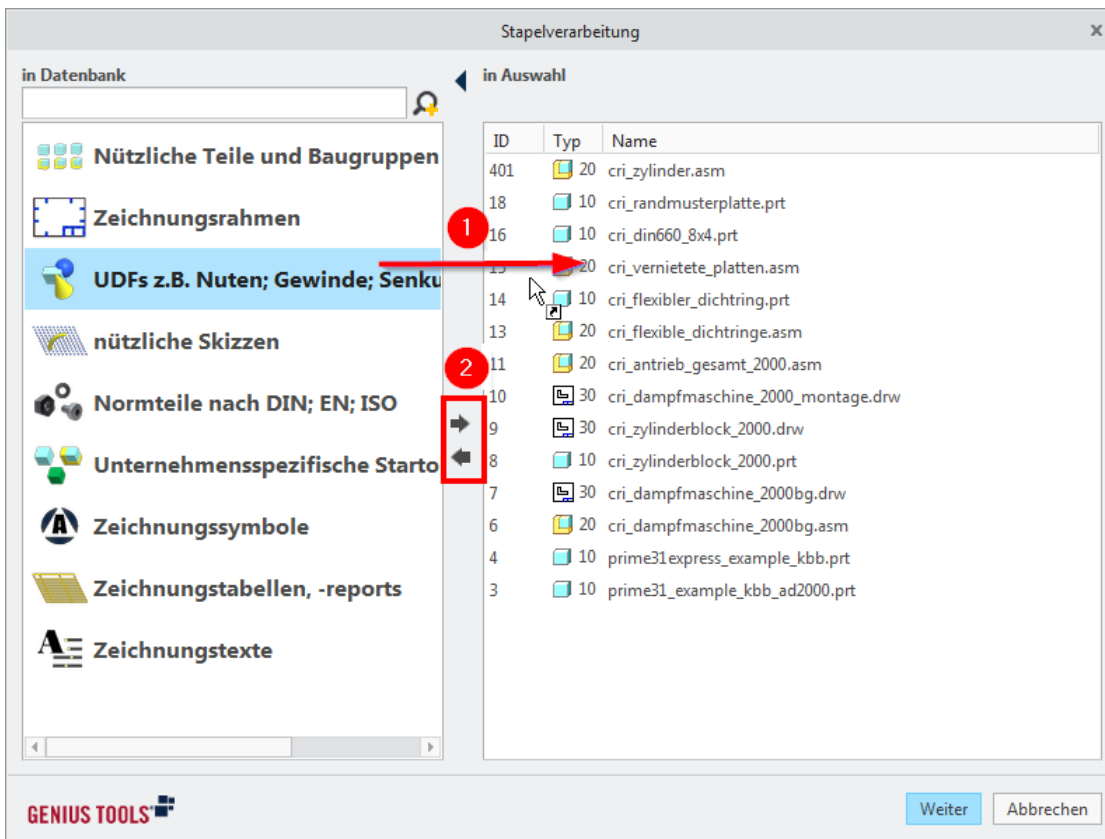 Stapelverarbeitung
in Datenbank
in Auswahl
Nützliche Teile und Baugruppen
Zeichnungsrahmen
UDFs z.B. Nuten; Gewinde; Senku
nützliche Skizzen
Normteile nach DIN; EN; ISO
Unternehmensspezifische Starto
Zeichnungssymbole
Zeichnungstabellen, -reports
Zeichnungstexte
1
2
ID Typ Name
401 20 cri_zylinder.asm
18 10 cri_randmusterplatte.prt
16 10 cri_din660_8x4.prt
15 20 cri_vernietete_platten.asm
14 10 cri_flexibler_dichtring.prt
13 20 cri_flexible_dichtringe.asm
11 20 cri_antrieb_gesamt_2000.asm
10 30 cri_dampfmaschine_2000_montage.drw
9 30 cri_zylinderblock_2000.drw
8 10 cri_zylinderblock_2000.prt
7 30 cri_dampfmaschine_2000bg.drw
6 20 cri_dampfmaschine_2000bg.asm
4 10 prime31express_example_kbb.prt
3 10 prime31_example_kbb_ad2000.prt
GENIUS TOOLS
Weiter Abbrechen